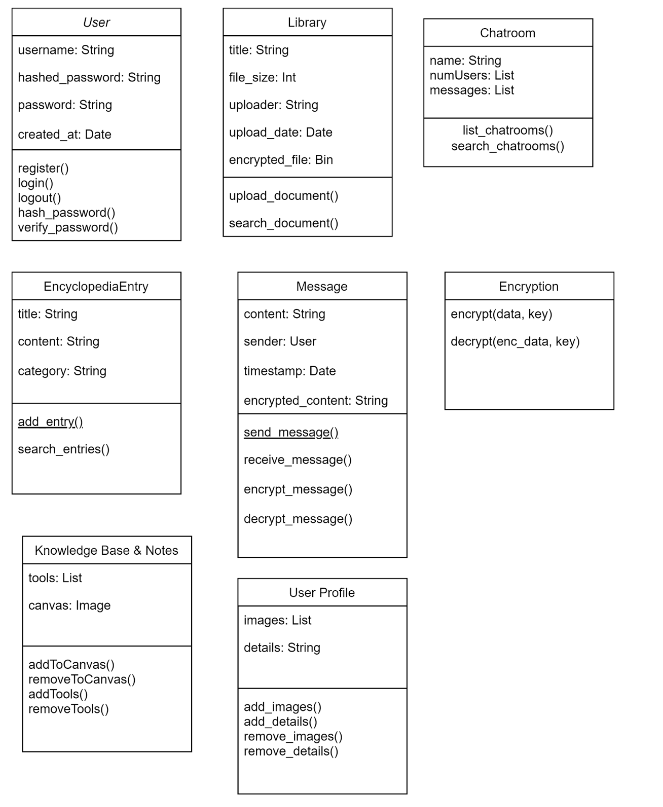 User
username: String
hashed_password: String
password: String
created_at: Date
register()
login()
logout()
hash_password()
verify_password()
Library
title: String
file_size: Int
uploader: String
upload_date: Date
encrypted_file: Bin
upload_document()
search_document()
Chatroom
name: String
numUsers: List
messages: List
list_chatrooms()
search_chatrooms()
EncyclopediaEntry
title: String
content: String
category: String
add_entry()
search_entries()
Message
content: String
sender: User
timestamp: Date
encrypted_content: String
send_message()
receive_message()
encrypt_message()
decrypt_message()
Encryption
encrypt(data, key)
decrypt(enc_data, key)
Knowledge Base & Notes
tools: List
canvas: Image
addToCanvas()
removeToCanvas()
addTools()
removeTools()
User Profile
images: List
details: String
add_images()
add_details()
remove_images()
remove_details()